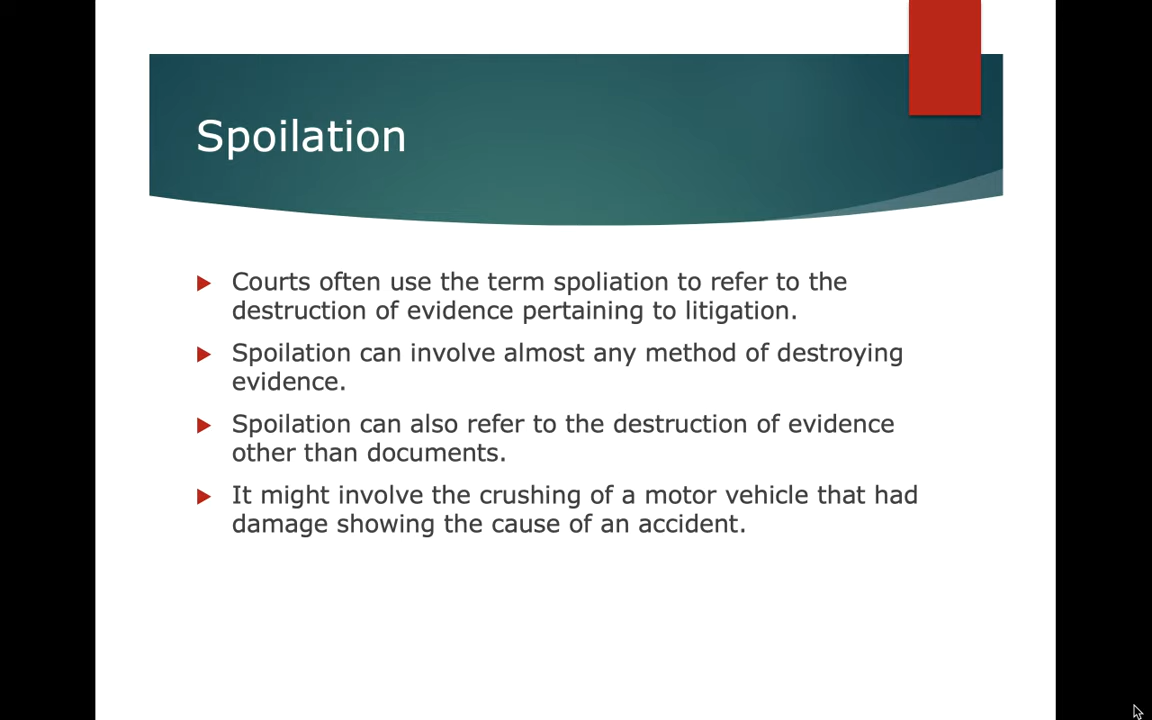 Spoilation
Courts often use the term spoliation to refer to the
destruction of evidence pertaining to litigation.
Spoilation can involve almost any method of destroying
evidence.
Spoilation can also refer to the destruction of evidence
other than documents.
It might involve the crushing of a motor vehicle that had
damage showing the cause of an accident.